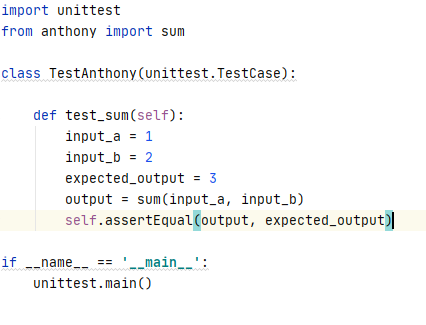 import unittest
from anthony import sum
class TestAnthony(unittest.TestCase):
    def test_sum(self):
        input_a = 1
        input_b = 2
        expected_output = 3
        output = sum(input_a, input_b)
        self.assertEqual(output, expected_output)
if __name__ == '__main__':
    unittest.main()